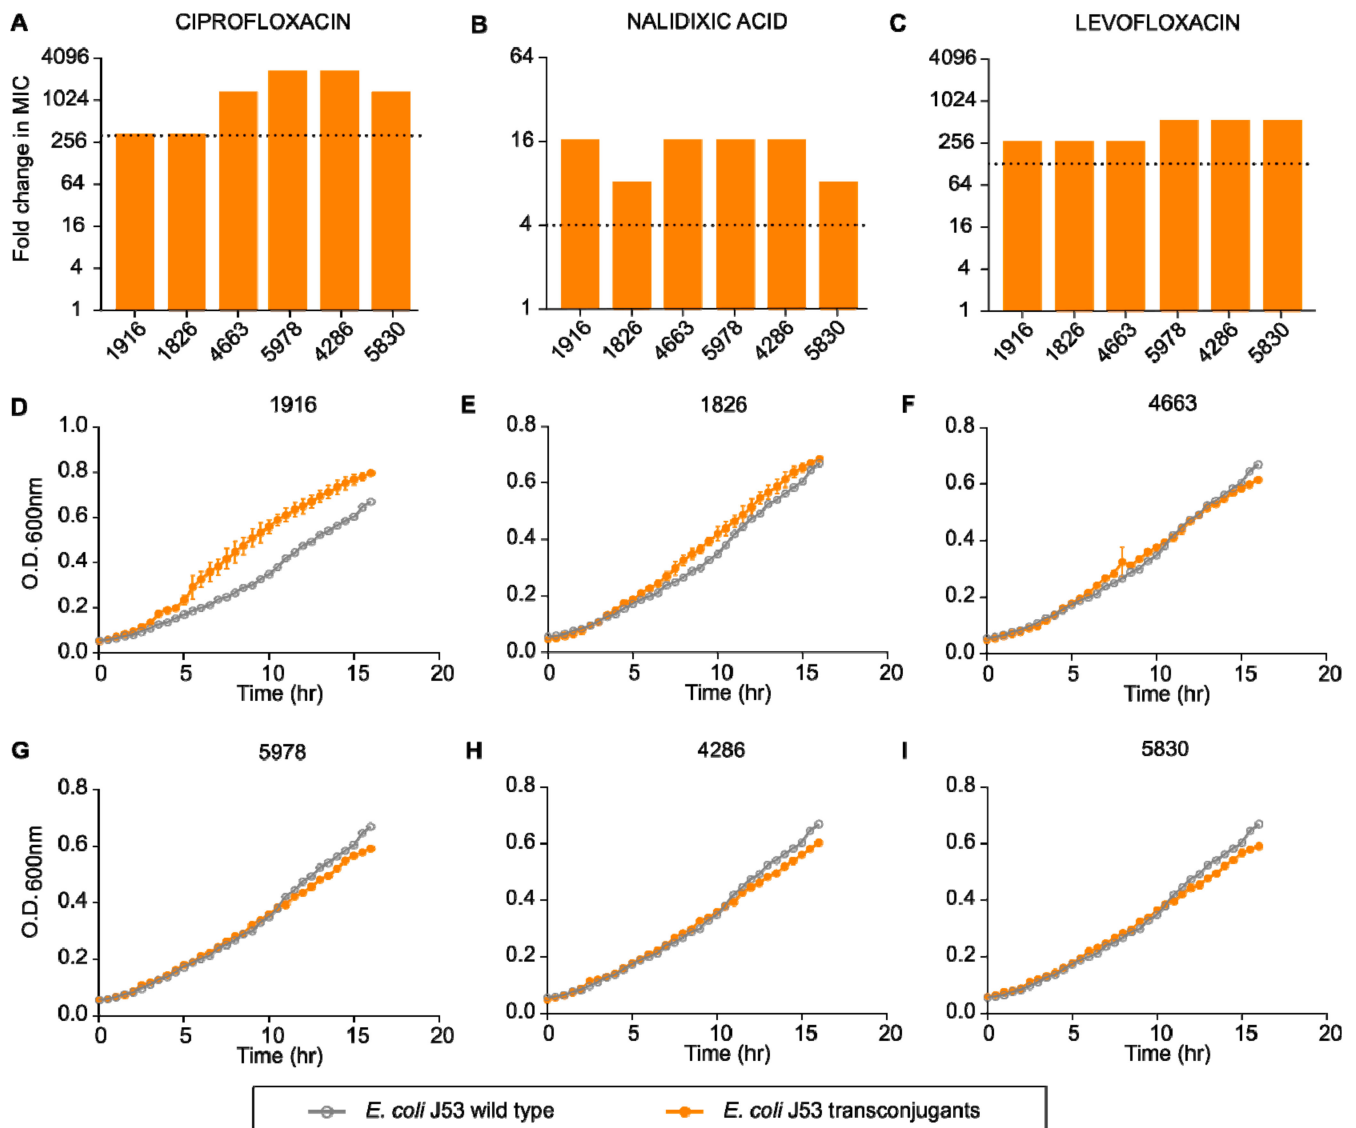 A CIPROFLOXACIN
B NALIDIXIC ACID
C LEVOFLOXACIN
Fold change in MIC
4096
1024
256
64
16
4
1
1916 1826 4663 5978 4286 5830
64
16
4
1
1916 1826 4663 5978 4286 5830
4096
1024
256
64
16
4
1
1916 1826 4663 5978 4286 5830
D 1916
O.D. 600nm
1.0
0.8
0.6
0.4
0.2
0.0
0 5 10 15 20
Time (hr)
E 1826
0.8
0.6
0.4
0.2
0.0
0 5 10 15 20
Time (hr)
F 4663
0.8
0.6
0.4
0.2
0.0
0 5 10 15 20
Time (hr)
G 5978
O.D. 600nm
0.8
0.6
0.4
0.2
0.0
0 5 10 15 20
Time (hr)
H 4286
0.8
0.6
0.4
0.2
0.0
0 5 10 15 20
Time (hr)
I 5830
0.8
0.6
0.4
0.2
0.0
0 5 10 15 20
Time (hr)
E. coli J53 wild type
E. coli J53 transconjugants